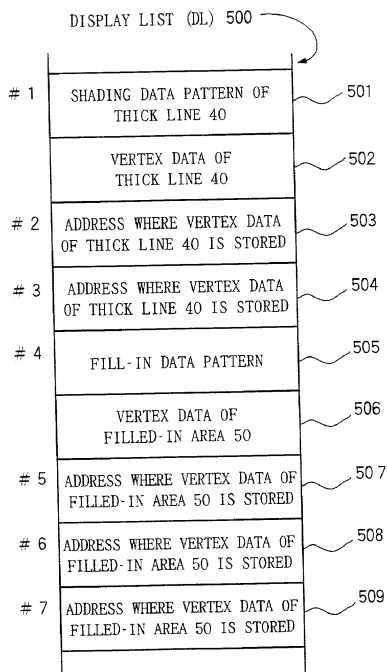 DISPLAY LIST (DL) 500
# 1
SHADING DATA PATTERN OF
THICK LINE 40
501
VERTEX DATA OF
THICK LINE 40
502
# 2
ADDRESS WHERE VERTEX DATA
OF THICK LINE 40 IS STORED
503
# 3
ADDRESS WHERE VERTEX DATA
OF THICK LINE 40 IS STORED
504
# 4
FILL-IN DATA PATTERN
505
VERTEX DATA OF
FILLED-IN AREA 50
506
# 5
ADDRESS WHERE VERTEX DATA OF
FILLED-IN AREA 50 IS STORED
507
# 6
ADDRESS WHERE VERTEX DATA OF
FILLED-IN AREA 50 IS STORED
508
# 7
ADDRESS WHERE VERTEX DATA OF
FILLED-IN AREA 50 IS STORED
509